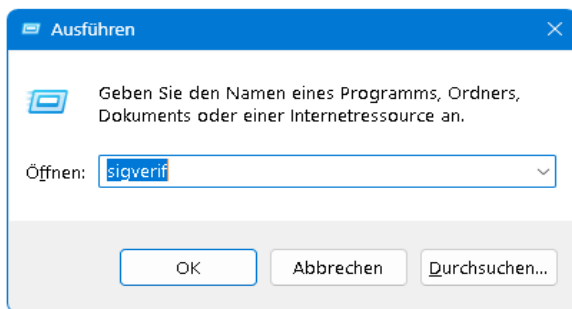 Ausführen
Geben Sie den Namen eines Programms, Ordners,
Dokuments oder einer Internetressource an.
Öffnen: sigverif
OK Abbrechen Durchsuchen...